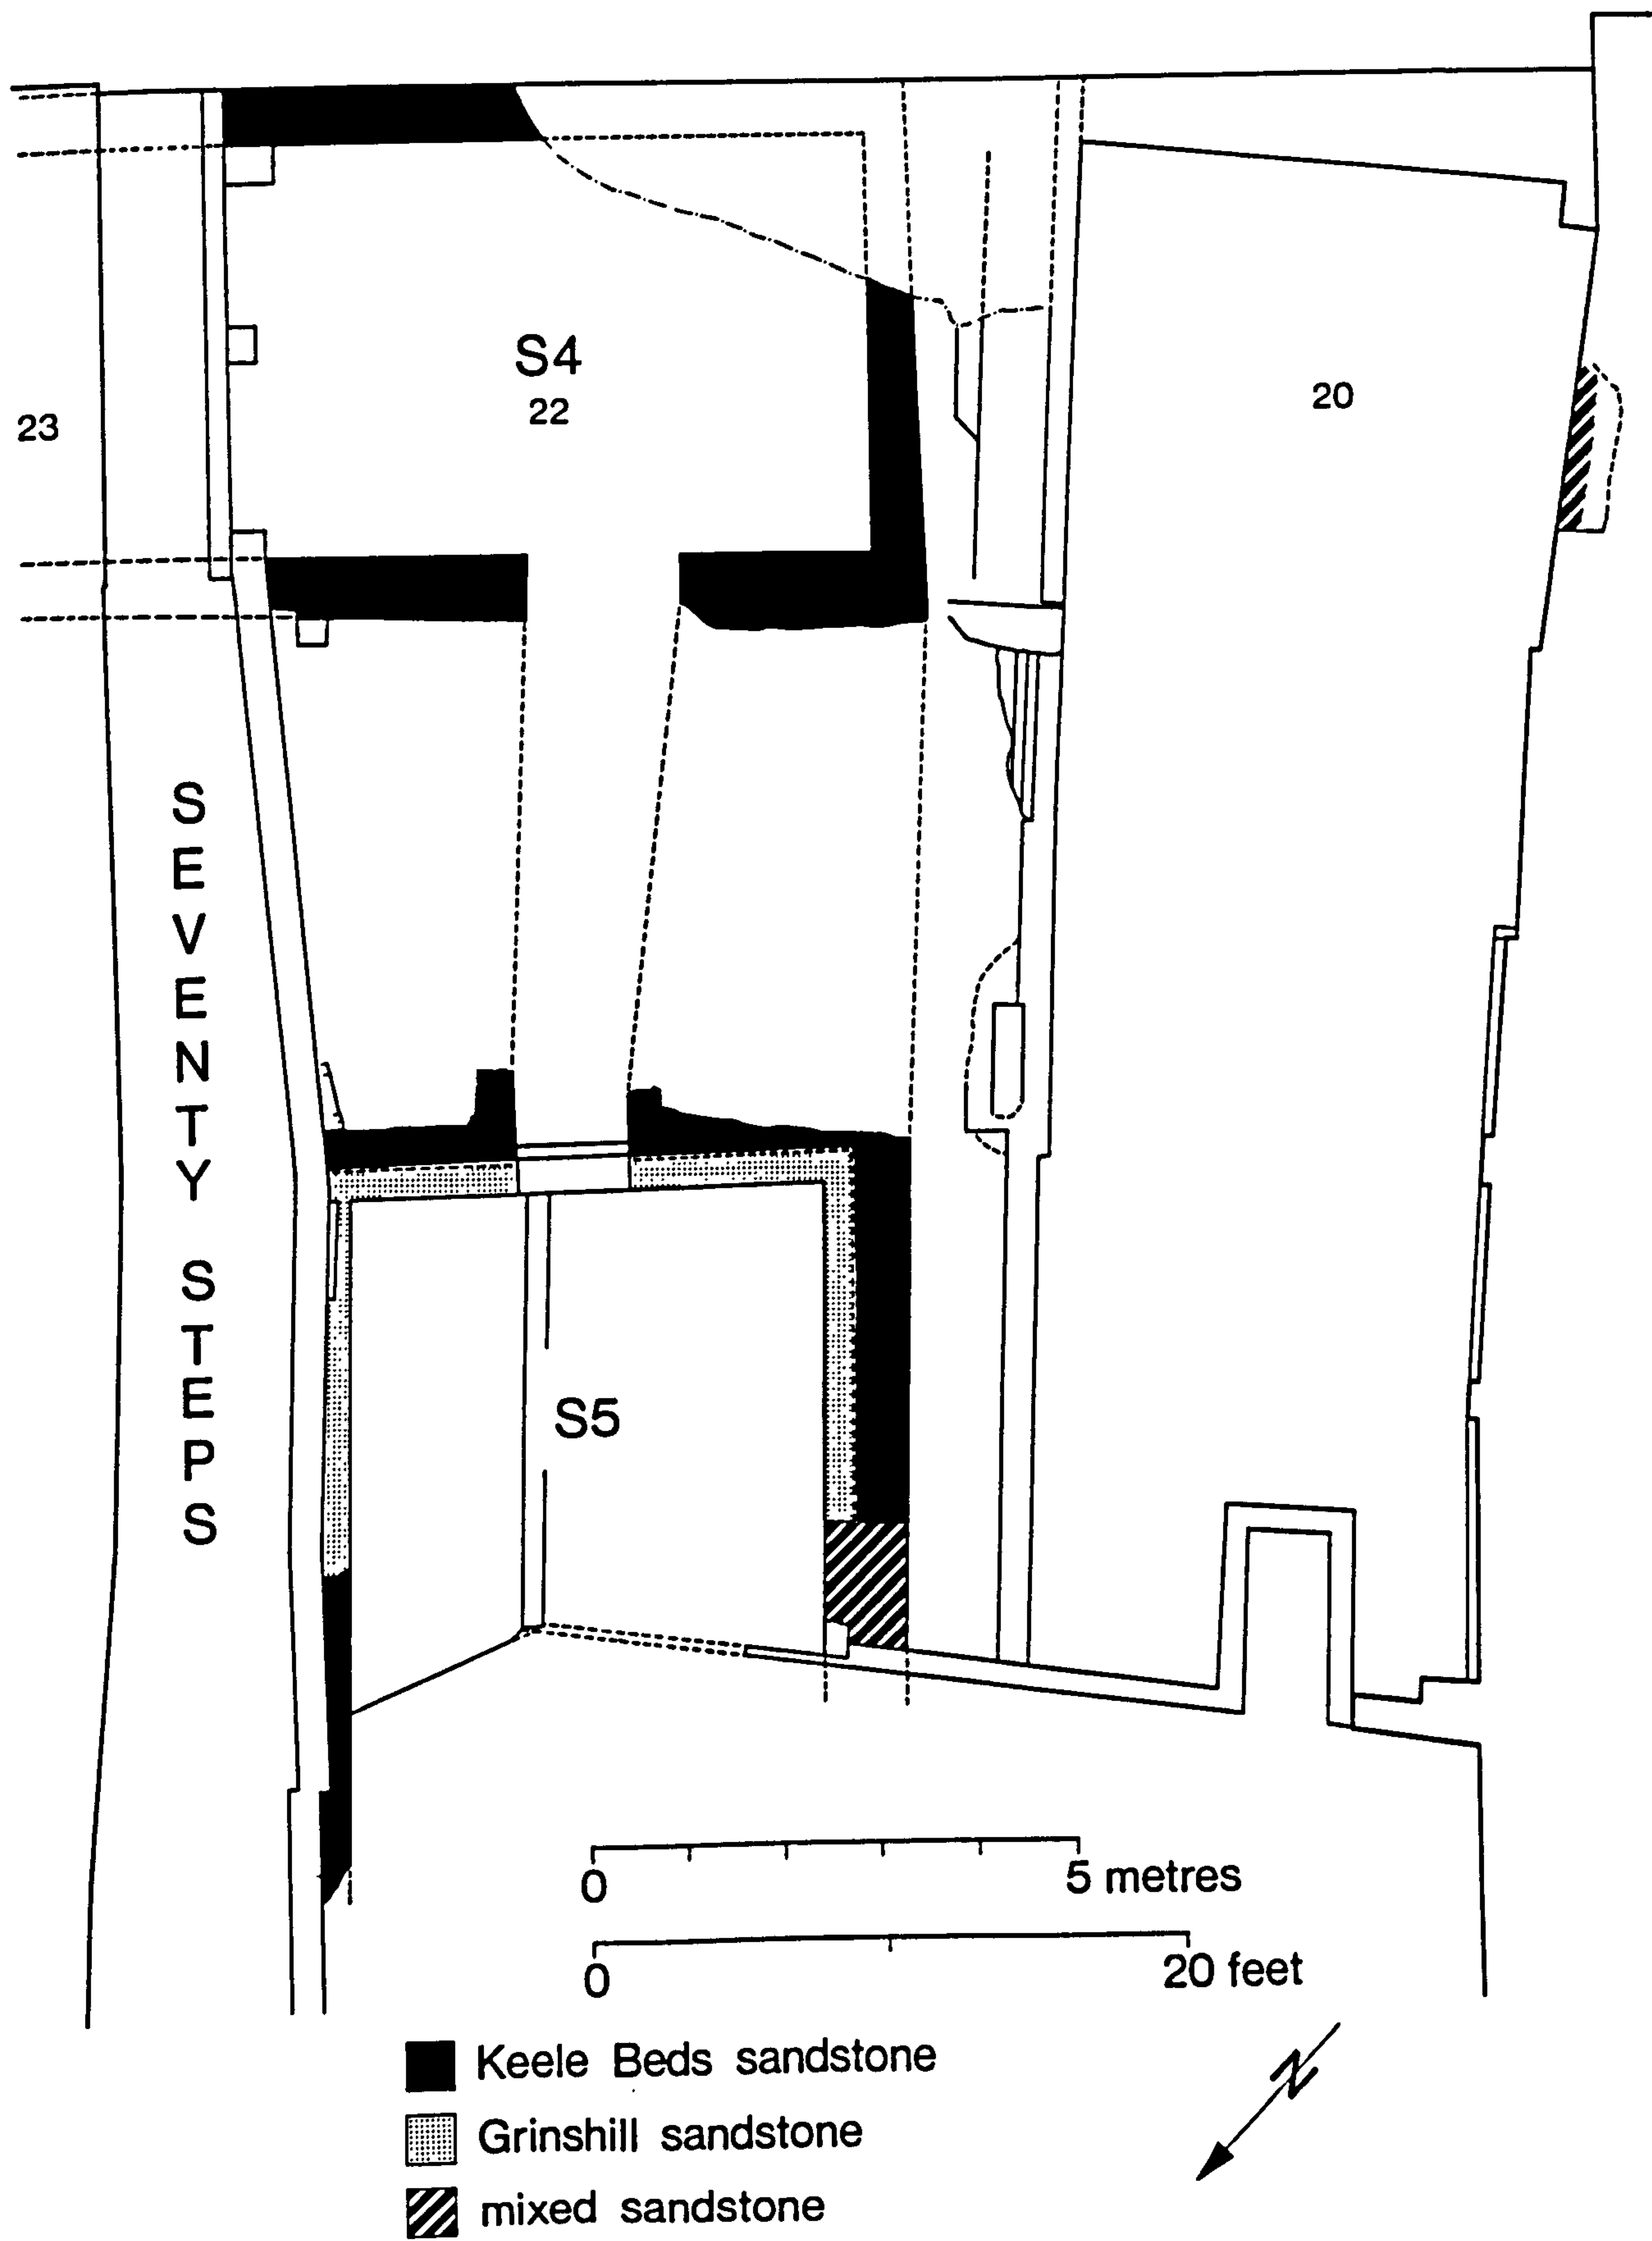 S4
22
20
23
SEVENTY STEPS
S5
0
5 metres
0
20 feet
Keele Beds sandstone
Grinshill sandstone
mixed sandstone
N